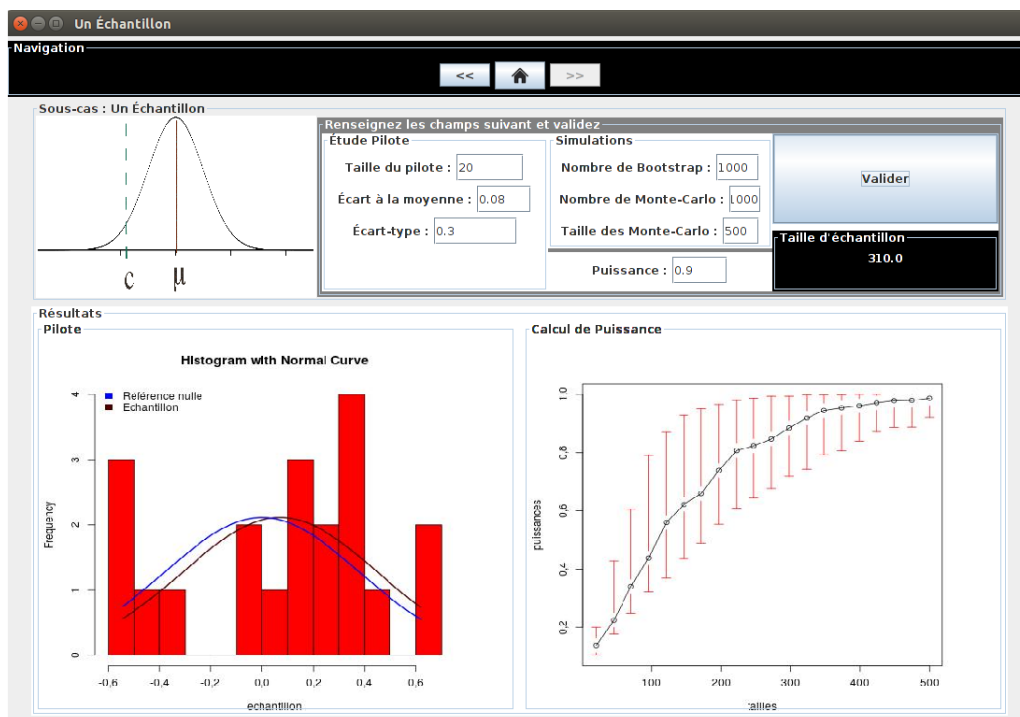 Un Échantillon
Navigation
<<
>>
Sous-cas : Un Échantillon
c
μ
Renseignez les champs suivant et validez
Étude Pilote
Taille du pilote : 20
Écart à la moyenne : 0.08
Écart-type : 0.3
Simulations
Nombre de Bootstrap : 1000
Nombre de Monte-Carlo : 1000
Taille des Monte-Carlo : 500
Puissance : 0.9
Valider
Taille d'échantillon
310.0
Résultats
Pilote
Histogram with Normal Curve
Référence nulle
Echantillon
Frequency
4
3
2
1
0
-0,6 -0,4 -0,2 0,0 0,2 0,4 0,6
echantillon
Calcul de Puissance
puissances
1,0
0,8
0,6
0,4
0,2
100 200 300 400 500
tailles